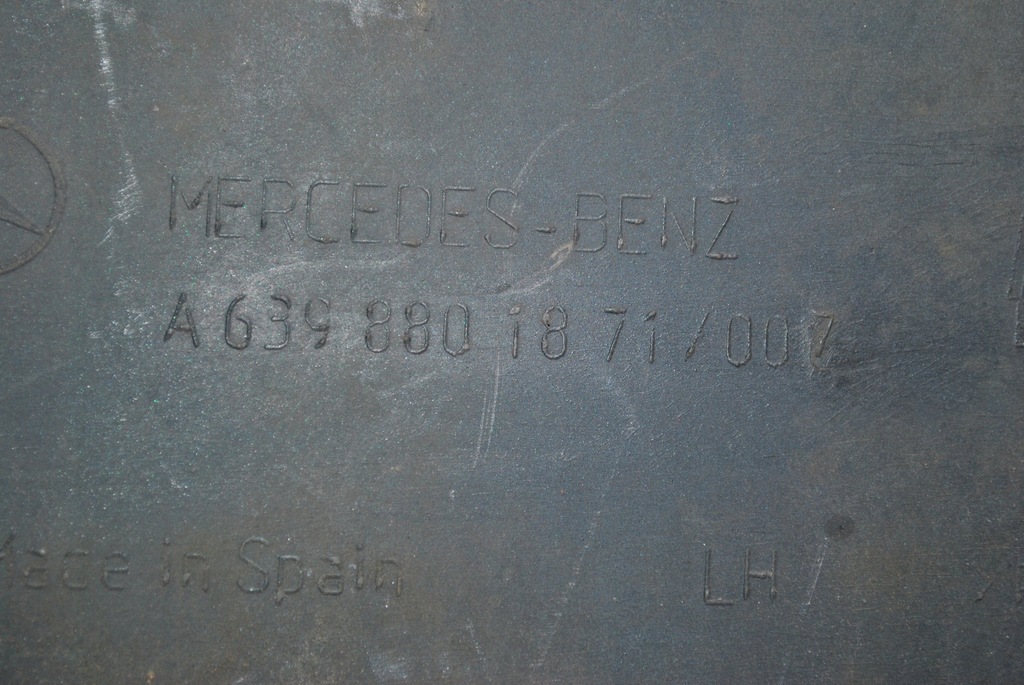 MERCEDES-BENZ
A 639 880 18 71/007
Made in Spain
LH